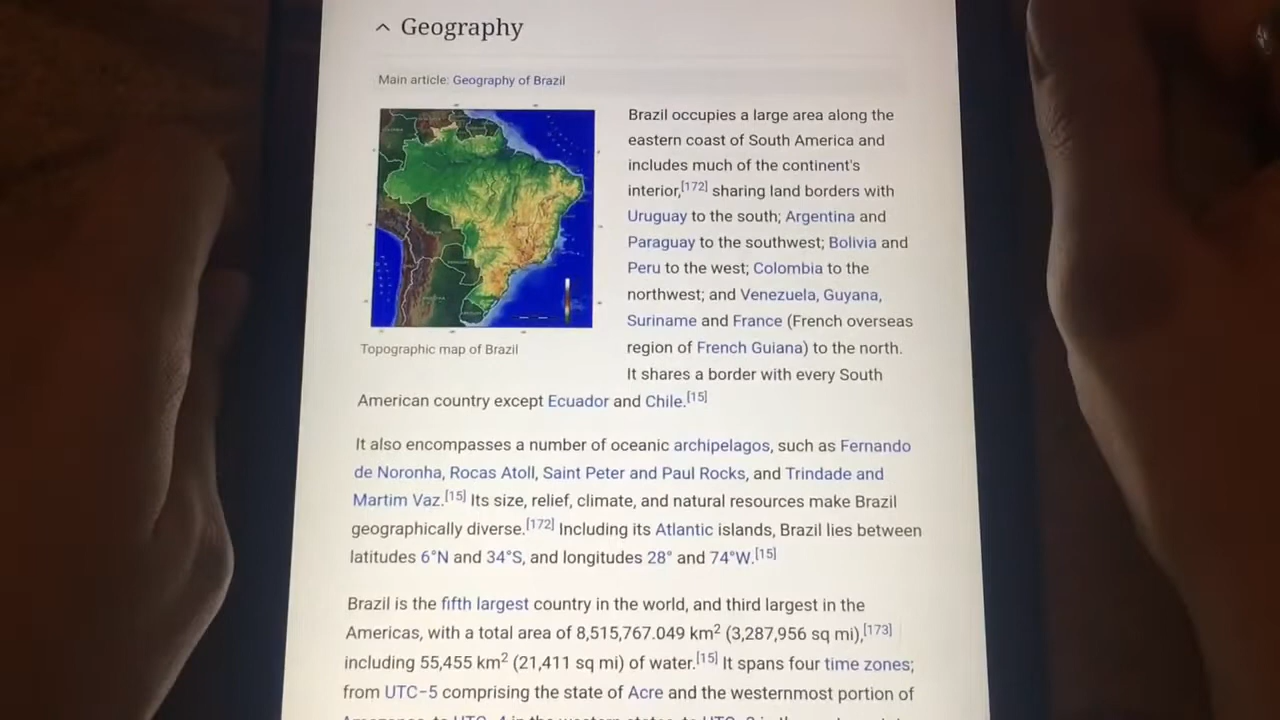 Geography
Main article: Geography of Brazil
Brazil occupies a large area along the
eastern coast of South America and
includes much of the continent's
interior,[172] sharing land borders with
Uruguay to the south; Argentina and
Paraguay to the southwest; Bolivia and
Peru to the west; Colombia to the
northwest; and Venezuela, Guyana,
Suriname and France (French overseas
region of French Guiana) to the north.
It shares a border with every South
Topographic map of Brazil
American country except Ecuador and Chile.[15]
It also encompasses a number of oceanic archipelagos, such as Fernando
de Noronha, Rocas Atoll, Saint Peter and Paul Rocks, and Trindade and
Martim Vaz.[15] Its size, relief, climate, and natural resources make Brazil
geographically diverse.[172] Including its Atlantic islands, Brazil lies between
latitudes 6°N and 34°S, and longitudes 28° and 74°W.[15]
Brazil is the fifth largest country in the world, and third largest in the
Americas, with a total area of 8,515,767.049 km² (3,287,956 sq mi),[173]
including 55,455 km² (21,411 sq mi) of water.[15] It spans four time zones;
from UTC−5 comprising the state of Acre and the westernmost portion of